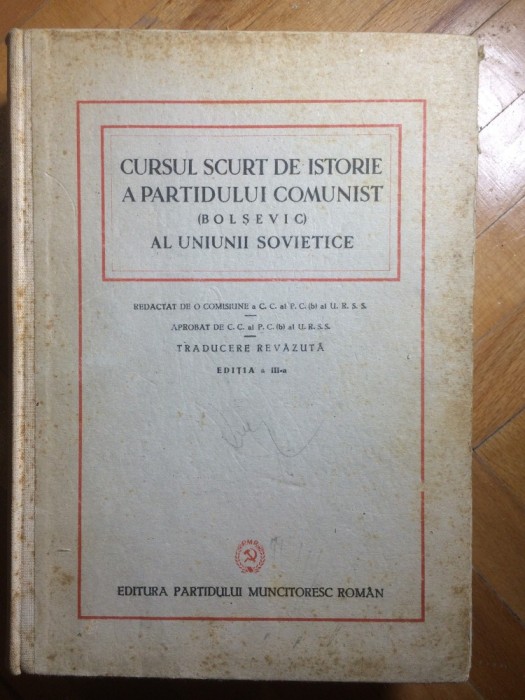 CURSUL SCURT DE ISTORIE
A PARTIDULUI COMUNIST
(BOLȘEVIC)
AL UNIUNII SOVIETICE
REDACTAT DE O COMISIUNE a C. C. al P. C. (b) al U. R. S. S.
APROBAT DE C. C. al P. C. (b) al U. R. S. S.
TRADUCERE REVĂZUTĂ
EDIȚIA a III-a
P.M.R.
EDITURA PARTIDULUI MUNCITORESC ROMÂN